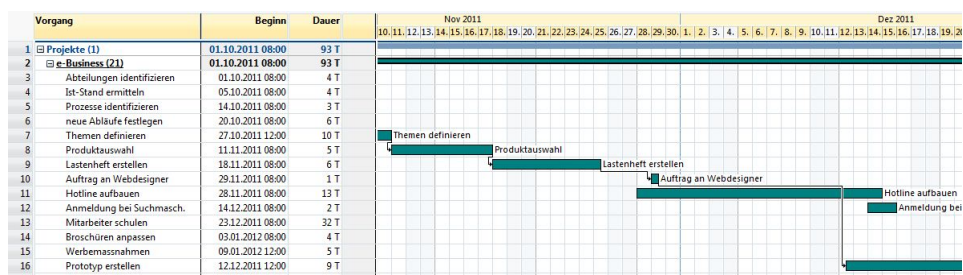 Vorgang Beginn Dauer Nov 2011 Dez 2011
10. 11. 12. 13. 14. 15. 16. 17. 18. 19. 20. 21. 22. 23. 24. 25. 26. 27. 28. 29. 30. 1. 2. 3. 4. 5. 6. 7. 8. 9. 10. 11. 12. 13. 14. 15. 16. 17. 18. 19. 20
1 Projekte (1) 01.10.2011 08:00 93 T
2 e-Business (21) 01.10.2011 08:00 93 T
3 Abteilungen identifizieren 01.10.2011 08:00 4 T
4 Ist-Stand ermitteln 05.10.2011 08:00 4 T
5 Prozesse identifizieren 14.10.2011 08:00 3 T
6 neue Abläufe festlegen 20.10.2011 08:00 6 T
7 Themen definieren 27.10.2011 12:00 10 T Themen definieren
8 Produktauswahl 11.11.2011 08:00 5 T Produktauswahl
9 Lastenheft erstellen 18.11.2011 08:00 6 T Lastenheft erstellen
10 Auftrag an Webdesigner 29.11.2011 08:00 1 T Auftrag an Webdesigner
11 Hotline aufbauen 28.11.2011 08:00 13 T Hotline aufbauen
12 Anmeldung bei Suchmasch. 14.12.2011 08:00 2 T Anmeldung bei
13 Mitarbeiter schulen 23.12.2011 08:00 32 T
14 Broschüren anpassen 03.01.2012 08:00 4 T
15 Werbemassnahmen 09.01.2012 12:00 5 T
16 Prototyp erstellen 12.12.2011 12:00 9 T